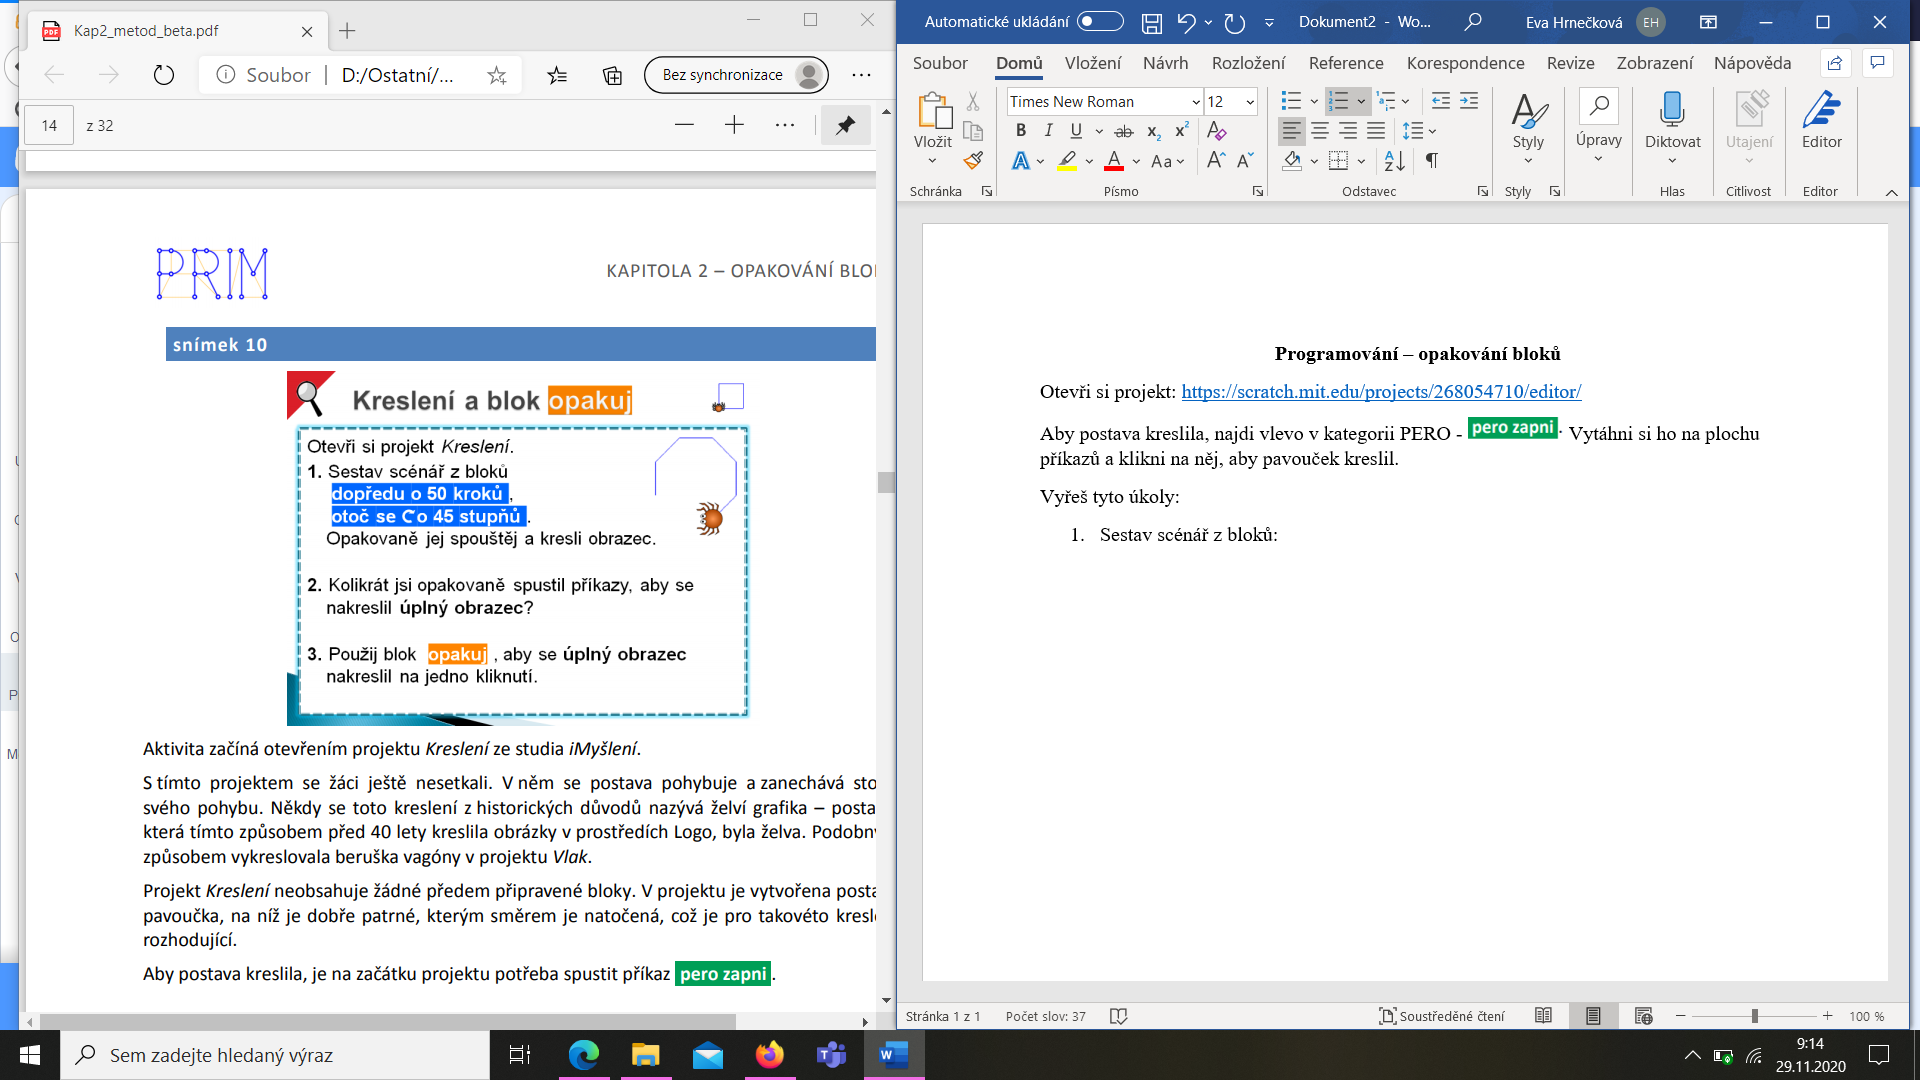 Kap2_metod_beta.pdf
Soubor
D:/Ostatní/...
Bez synchronizace
14
z 32
PRIM
KAPITOLA 2 – OPAKOVÁNÍ
snímek 10
Kreslení a blok opakuj
Otevři si projekt Kreslení.
1. Sestav scénář z bloků
dopředu o 50 kroků ,
otoč se o 45 stupňů .
Opakovaně jej spouštěj a kresli obrazec.
2. Kolikrát jsi opakovaně spustil příkazy, aby se
nakreslil úplný obrazec?
3. Použij blok opakuj , aby se úplný obrazec
nakreslil na jedno kliknutí.
Aktivita začíná otevřením projektu Kreslení ze studia iMyšlení.
S tímto projektem se žáci ještě nesetkali. V něm se postava pohybuje a zanechává
svého pohybu. Někdy se toto kreslení z historických důvodů nazývá želví grafika –
která tímto způsobem před 40 lety kreslila obrázky v prostředích Logo, byla želva.
způsobem vykreslovala beruška vagóny v projektu Vlak.
Projekt Kreslení neobsahuje žádné předem připravené bloky. V projektu je vytvořena
pavoučka, na níž je dobře patrné, kterým směrem je natočená, což je pro takovéto
rozhodující.
Aby postava kreslila, je na začátku projektu potřeba spustit příkaz pero zapni .
Automatické ukládání
Dokument2 - Wo...
Eva Hrnečková
EH
Soubor Domů Vložení Návrh Rozložení Reference Korespondence Revize Zobrazení Nápověda
Vložit
Schránka
Times New Roman
12
B I U ab x2 x2
A A Aa A A
Písmo
Odstavec
Styly
Styly
Úpravy
Diktovat
Hlas
Utajení
Citlivost
Editor
Editor
Programování – opakování bloků
Otevři si projekt: https://scratch.mit.edu/projects/268054710/editor/
Aby postava kreslila, najdi vlevo v kategorii PERO - pero zapni. Vytáhni si ho na plochu
příkazů a klikni na něj, aby pavouček kreslil.
Vyřeš tyto úkoly:
1. Sestav scénář z bloků:
Stránka 1 z 1
Počet slov: 37
Soustředěné čtení
100 %
Sem zadejte hledaný výraz
9:14
29.11.2020